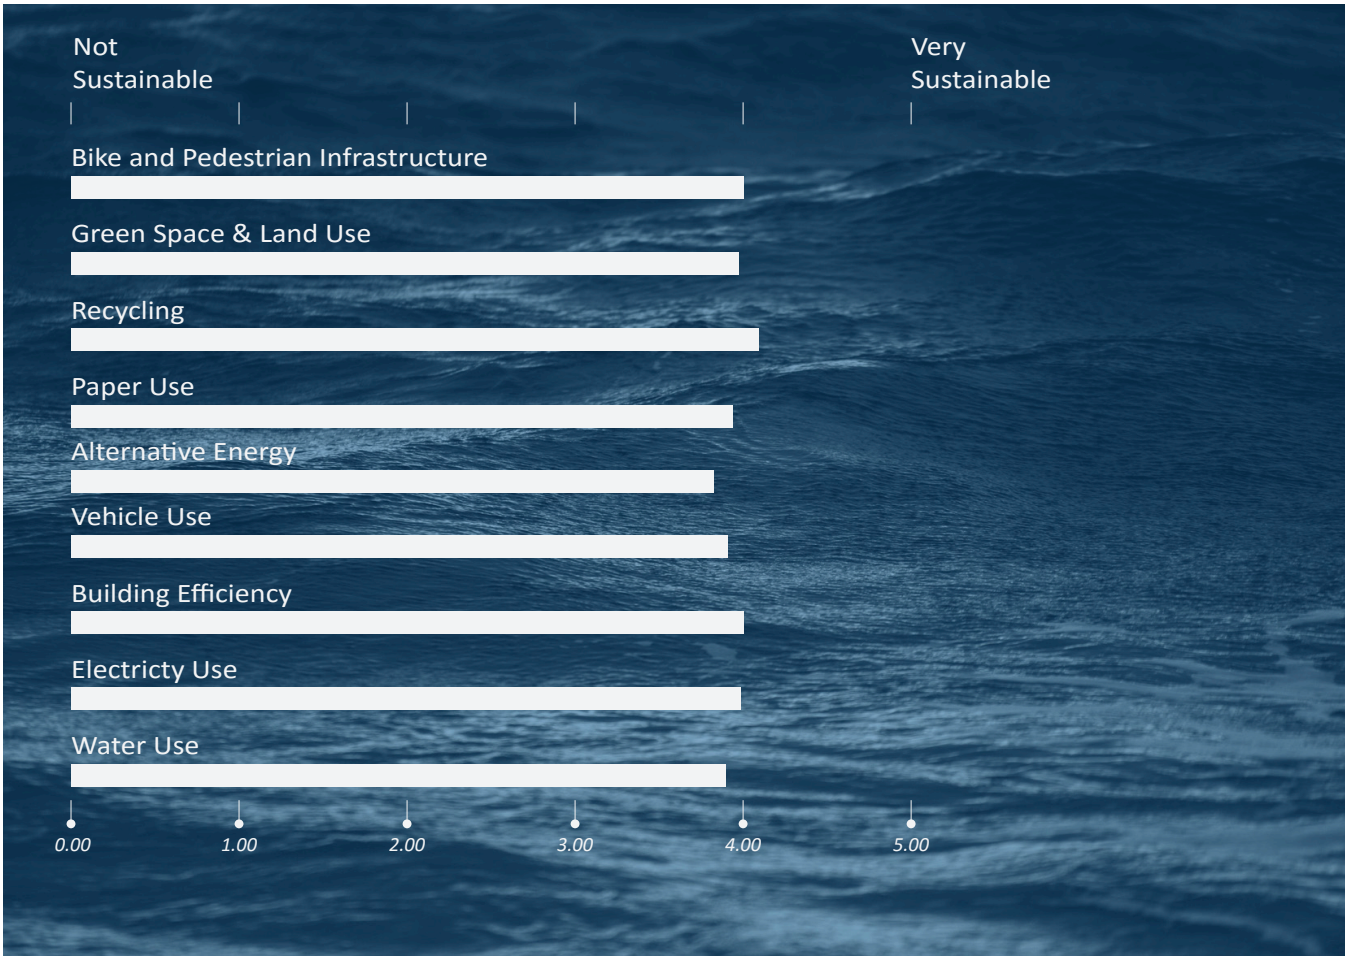 Not
Sustainable
Very
Sustainable
Bike and Pedestrian Infrastructure
Green Space & Land Use
Recycling
Paper Use
Alternative Energy
Vehicle Use
Building Efficiency
Electricty Use
Water Use
0.00 1.00 2.00 3.00 4.00 5.00